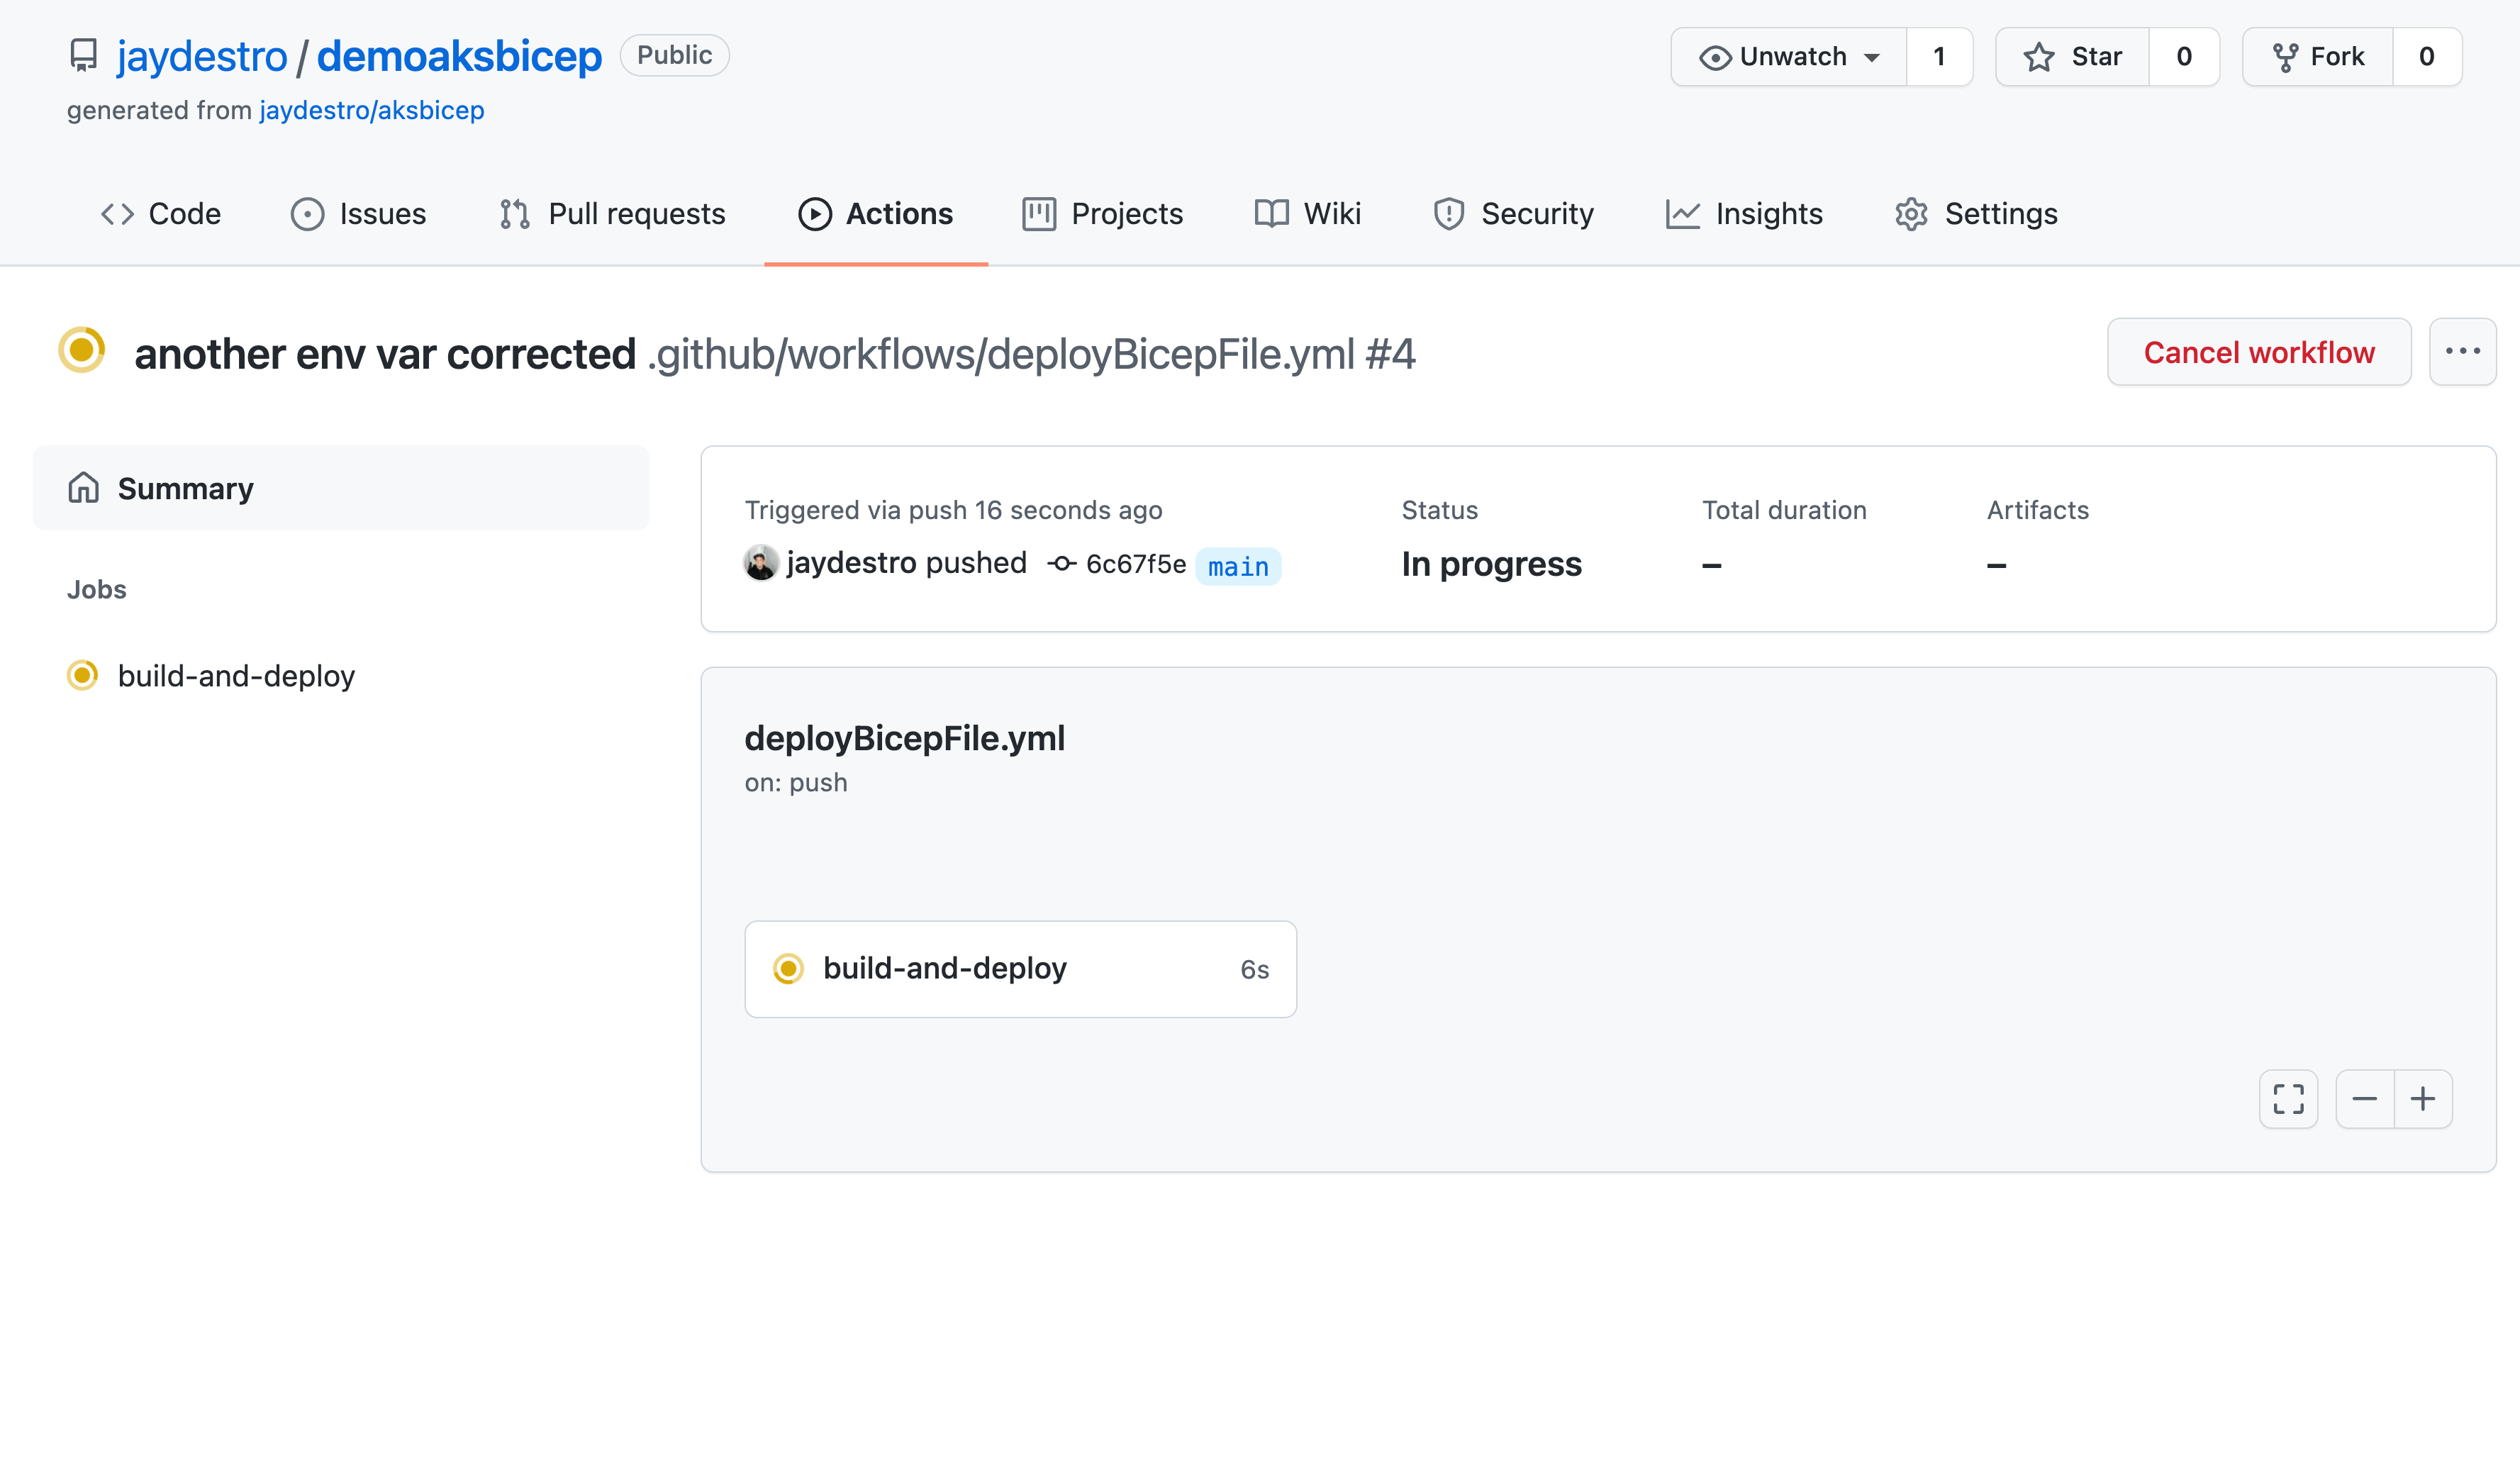 jaydestro / demoaksbicep Public
Unwatch 1 Star 0 Fork 0
generated from jaydestro/aksbicep
Code Issues Pull requests Actions Projects Wiki Security Insights Settings
another env var corrected .github/workflows/deployBicepFile.yml #4
Cancel workflow
Summary
Jobs
build-and-deploy
Triggered via push 16 seconds ago
jaydestro pushed 6c67f5e main
Status
In progress
Total duration
–
Artifacts
–
deployBicepFile.yml
on: push
build-and-deploy 6s